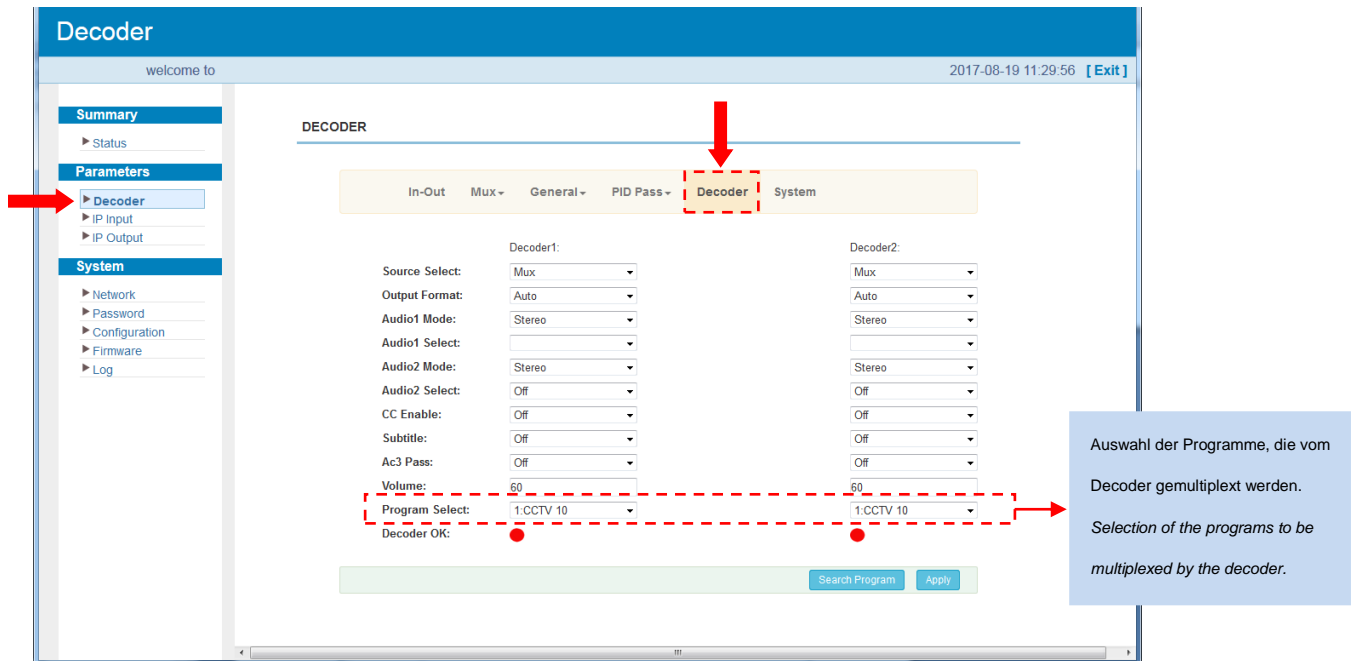 Decoder
welcome to
2017-08-19 11:29:56 [ Exit ]
Summary
Status
Parameters
Decoder
IP Input
IP Output
System
Network
Password
Configuration
Firmware
Log
DECODER
In-Out Mux General PID Pass Decoder System
Decoder1: Decoder2:
Source Select: Mux Mux
Output Format: Auto Auto
Audio1 Mode: Stereo Stereo
Audio1 Select:
Audio2 Mode: Stereo Stereo
Audio2 Select: Off Off
CC Enable: Off Off
Subtitle: Off Off
Ac3 Pass: Off Off
Volume: 60 60
Program Select: 1:CCTV 10 1:CCTV 10
Decoder OK:
Search Program Apply
Auswahl der Programme, die vom
Decoder gemultiplext werden.
Selection of the programs to be
multiplexed by the decoder.